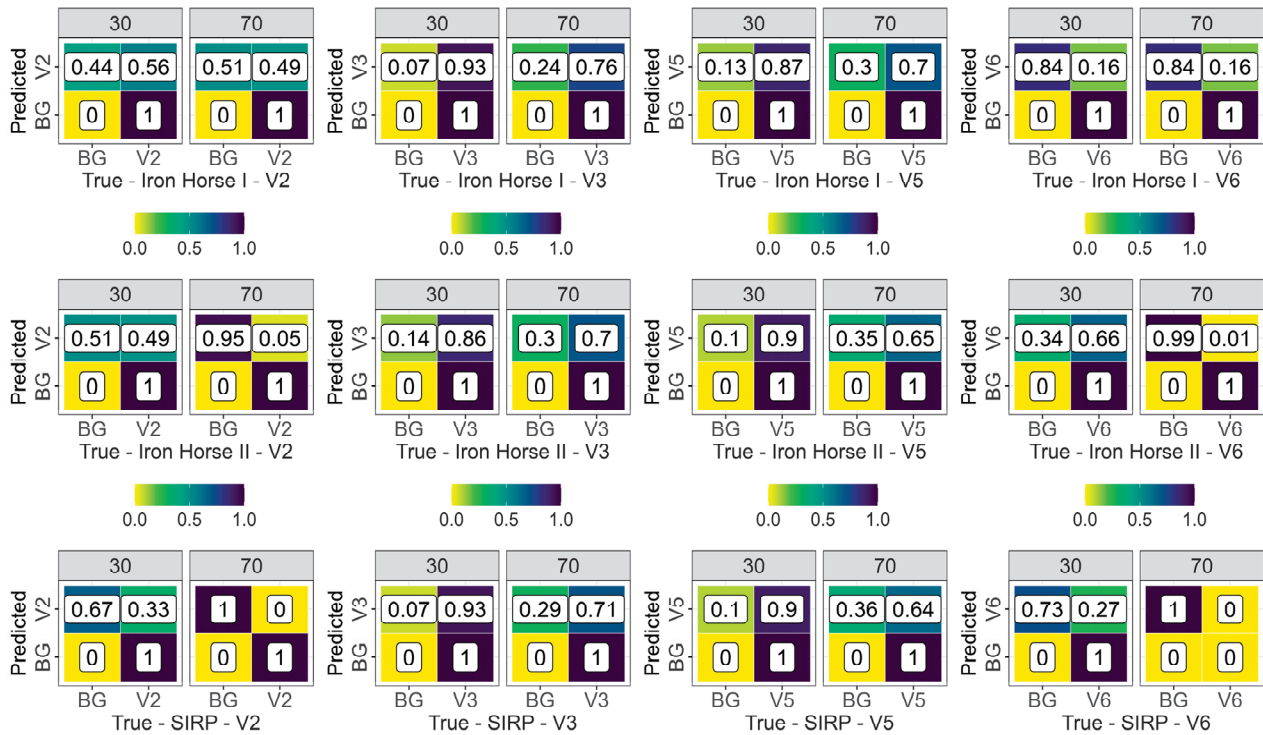 30 70 30 70 30 70 30 70
Predicted V2 0.44 0.56 0.51 0.49 Predicted V3 0.07 0.93 0.24 0.76 Predicted V5 0.13 0.87 0.3 0.7 Predicted V6 0.84 0.16 0.84 0.16
BG 0 1 0 1 BG 0 1 0 1 BG 0 1 0 1 BG 0 1 0 1
BG V2 BG V2 BG V3 BG V3 BG V5 BG V5 BG V6 BG V6
True - Iron Horse I - V2 True - Iron Horse I - V3 True - Iron Horse I - V5 True - Iron Horse I - V6
0.0 0.5 1.0 0.0 0.5 1.0 0.0 0.5 1.0 0.0 0.5 1.0
30 70 30 70 30 70 30 70
Predicted V2 0.51 0.49 0.95 0.05 Predicted V3 0.14 0.86 0.3 0.7 Predicted V5 0.1 0.9 0.35 0.65 Predicted V6 0.34 0.66 0.99 0.01
BG 0 1 0 1 BG 0 1 0 1 BG 0 1 0 1 BG 0 1 0 1
BG V2 BG V2 BG V3 BG V3 BG V5 BG V5 BG V6 BG V6
True - Iron Horse II - V2 True - Iron Horse II - V3 True - Iron Horse II - V5 True - Iron Horse II - V6
0.0 0.5 1.0 0.0 0.5 1.0 0.0 0.5 1.0 0.0 0.5 1.0
30 70 30 70 30 70 30 70
Predicted V2 0.67 0.33 1 0 Predicted V3 0.07 0.93 0.29 0.71 Predicted V5 0.1 0.9 0.36 0.64 Predicted V6 0.73 0.27 1 0
BG 0 1 0 1 BG 0 1 0 1 BG 0 1 0 1 BG 0 1 0 0
BG V2 BG V2 BG V3 BG V3 BG V5 BG V5 BG V6 BG V6
True - SIRP - V2 True - SIRP - V3 True - SIRP - V5 True - SIRP - V6